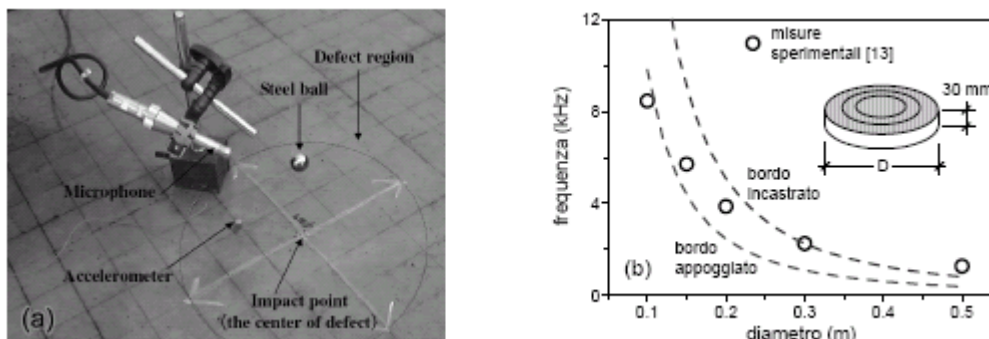 Defect region
Steel ball
Microphone
Accelerometer
Impact point
(the center of defect)
(a)
frequenza (kHz)
12
8
4
0
misure
sperimentali [13]
30 mm
D
bordo
incastrato
bordo
appoggiato
(b)
0.1 0.2 0.3 0.4 0.5
diametro (m)